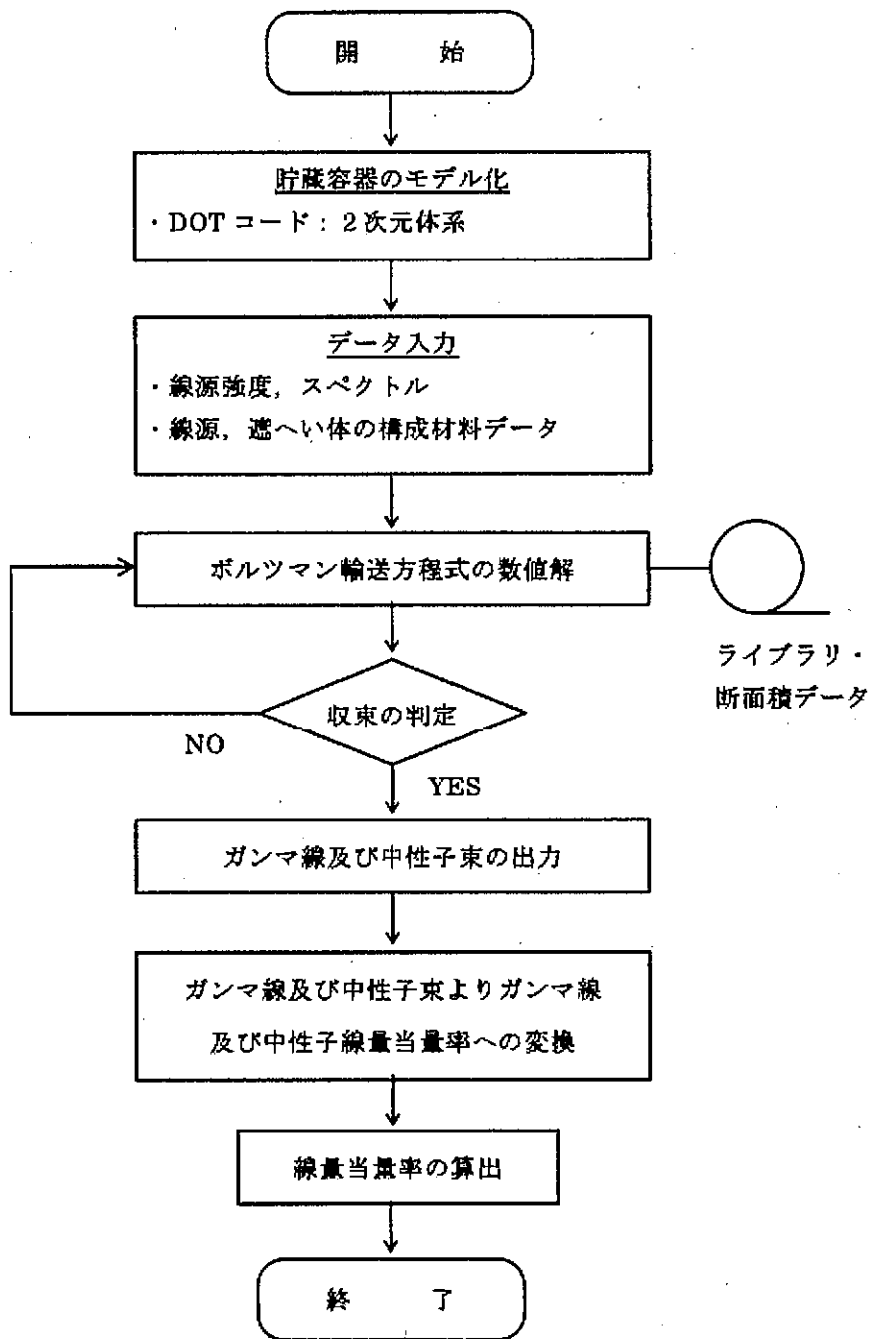 開　始
貯蔵容器のモデル化
・DOT コード：２次元体系
データ入力
・線源強度，スペクトル
・線源，遮へい体の構成材料データ
ボルツマン輸送方程式の数値解
ライブラリ・
断面積データ
収束の判定
NO
YES
ガンマ線及び中性子束の出力
ガンマ線及び中性子束よりガンマ線
及び中性子線量当量率への変換
線量当量率の算出
終　了